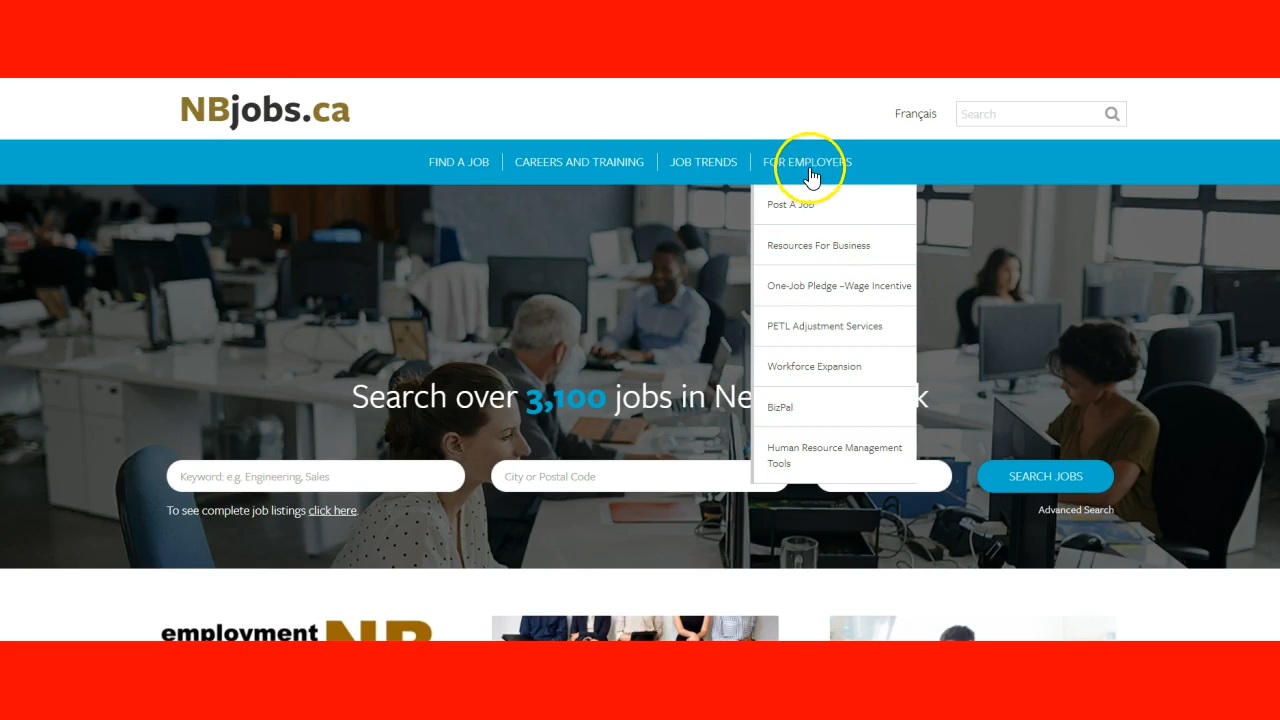 NBjobs.ca
Français
Search
FIND A JOB
CAREERS AND TRAINING
JOB TRENDS
FOR EMPLOYERS
Post A Job
Resources For Business
One-Job Pledge –Wage Incentive
PETL Adjustment Services
Workforce Expansion
BizPal
Human Resource Management
Tools
Search over 3,100 jobs in
Keyword: e.g. Engineering, Sales
City or Postal Code
SEARCH JOBS
To see complete job listings click here.
Advanced Search
employment
NB